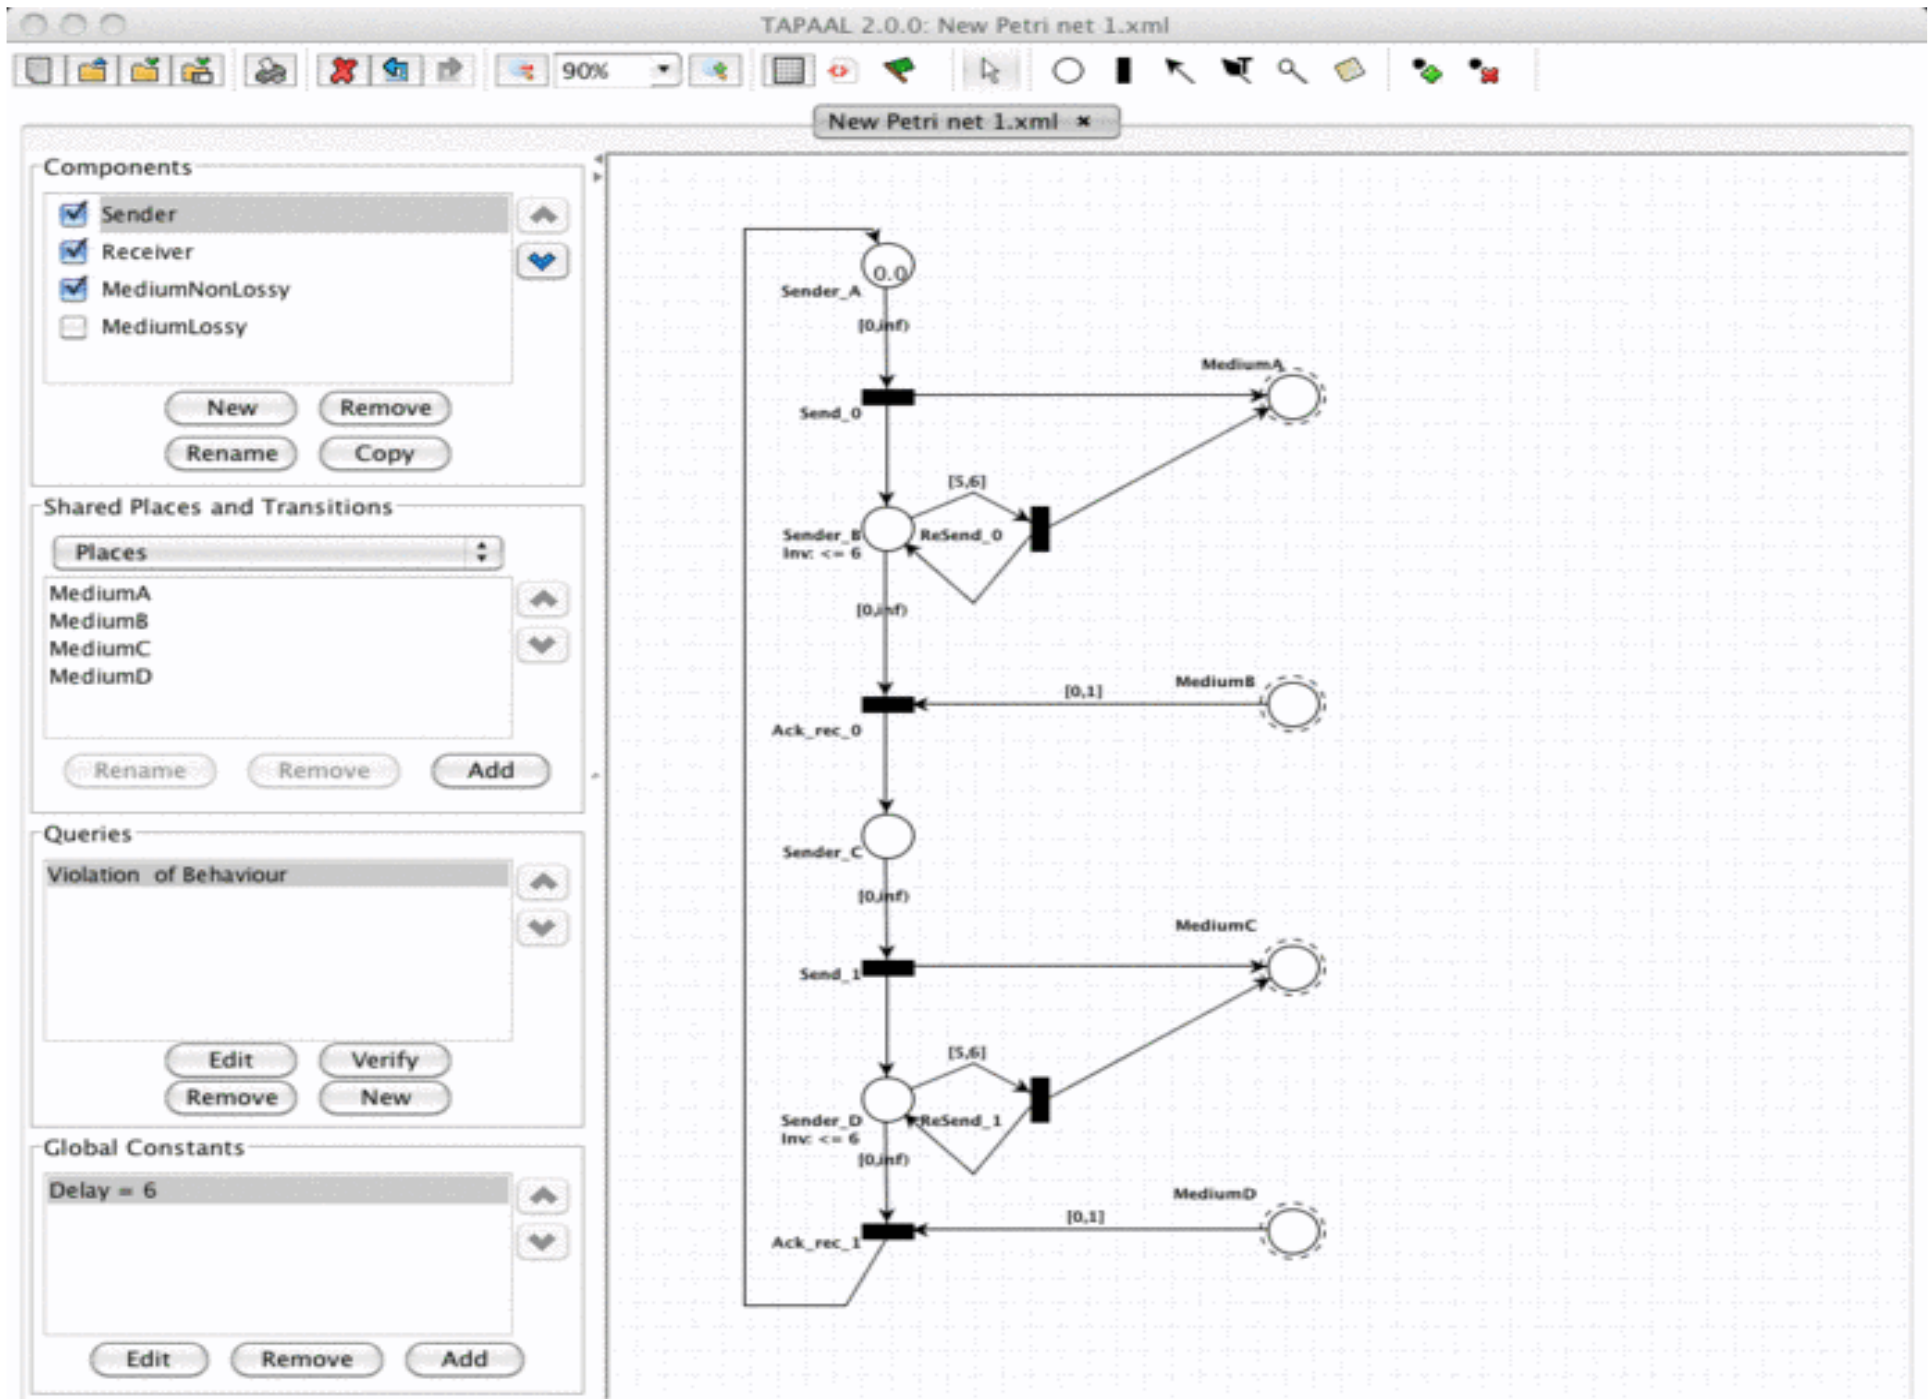 TAPAAL 2.0.0: New Petri net 1.xml
90%
New Petri net 1.xml
Components
Sender
Receiver
MediumNonLossy
MediumLossy
New Remove
Rename Copy
Shared Places and Transitions
Places
MediumA
MediumB
MediumC
MediumD
Rename Remove Add
Queries
Violation of Behaviour
Edit Verify
Remove New
Global Constants
Delay = 6
Edit Remove Add
0.0
Sender_A
[0,inf)
MediumA
Send_0
[5,6]
Sender_B
Inv: <= 6
ReSend_0
[0,inf)
MediumB
[0,1]
Ack_rec_0
Sender_C
[0,inf)
MediumC
Send_1
[5,6]
Sender_D
Inv: <= 6
ReSend_1
[0,inf)
MediumD
[0,1]
Ack_rec_1